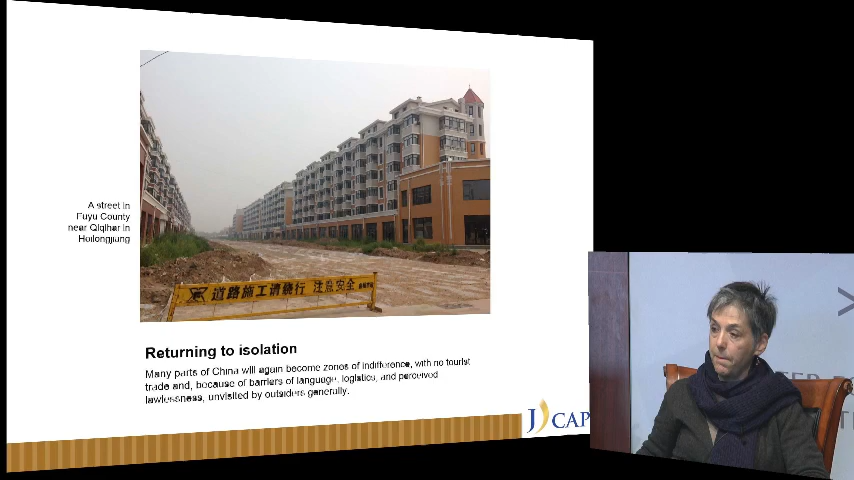 A street in
Fuyu County
near Qiqihar in
Heilongjiang
道路施工请绕行 注意安全
Returning to isolation
Many parts of China will again become zones of indifference, with no tourist
trade and, because of barriers of language, logistics, and perceived
lawlessness, unvisited by outsiders generally.
J CAP